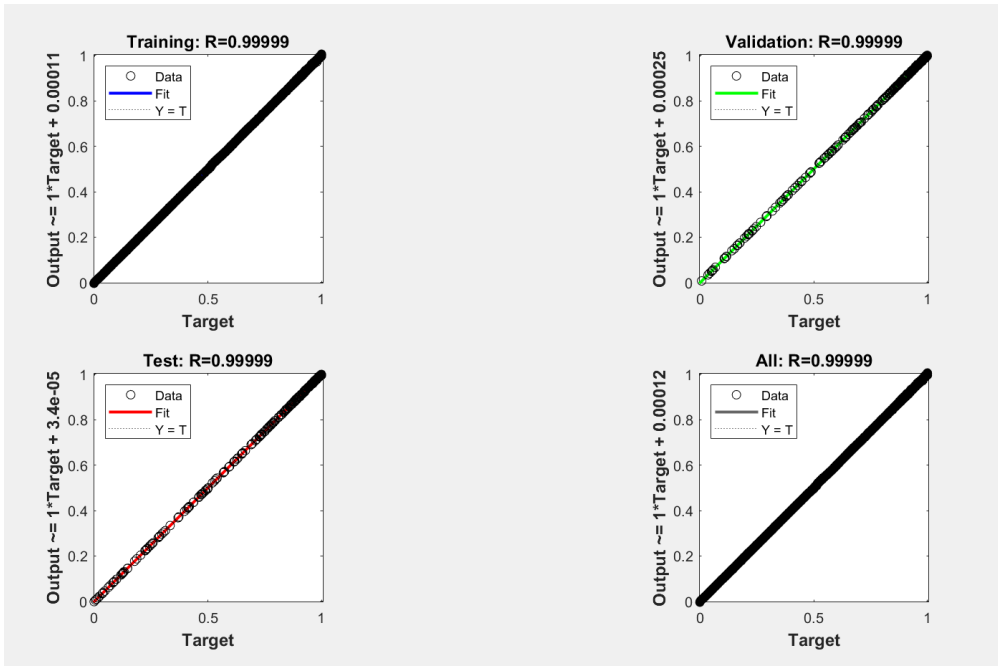 Training: R=0.99999
Output ~= 1*Target + 0.00011
1
0.8
0.6
0.4
0.2
0
Data
Fit
Y = T
0 0.5 1
Target
Validation: R=0.99999
Output ~= 1*Target + 0.00025
1
0.8
0.6
0.4
0.2
0
Data
Fit
Y = T
0 0.5 1
Target
Test: R=0.99999
Output ~= 1*Target + 3.4e-05
1
0.8
0.6
0.4
0.2
0
Data
Fit
Y = T
0 0.5 1
Target
All: R=0.99999
Output ~= 1*Target + 0.00012
1
0.8
0.6
0.4
0.2
0
Data
Fit
Y = T
0 0.5 1
Target